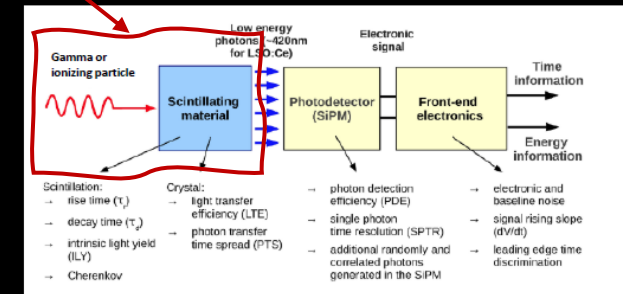 Low energy
photons (~420nm
for LSO:Ce)
Electronic
signal
Gamma or
ionizing particle
Scintillating
material
Photodetector
(SiPM)
Front-end
electronics
Time
information
Energy
information
Scintillation:
→ rise time (τr)
→ decay time (τd)
→ intrinsic light yield
(ILY)
→ Cherenkov
Crystal:
→ light transfer
efficiency (LTE)
→ photon transfer
time spread (PTS)
→ photon detection
efficiency (PDE)
→ single photon
time resolution (SPTR)
→ additional randomly and
correlated photons
generated in the SiPM
→ electronic and
baseline noise
→ signal rising slope
(dV/dt)
→ leading edge time
discrimination